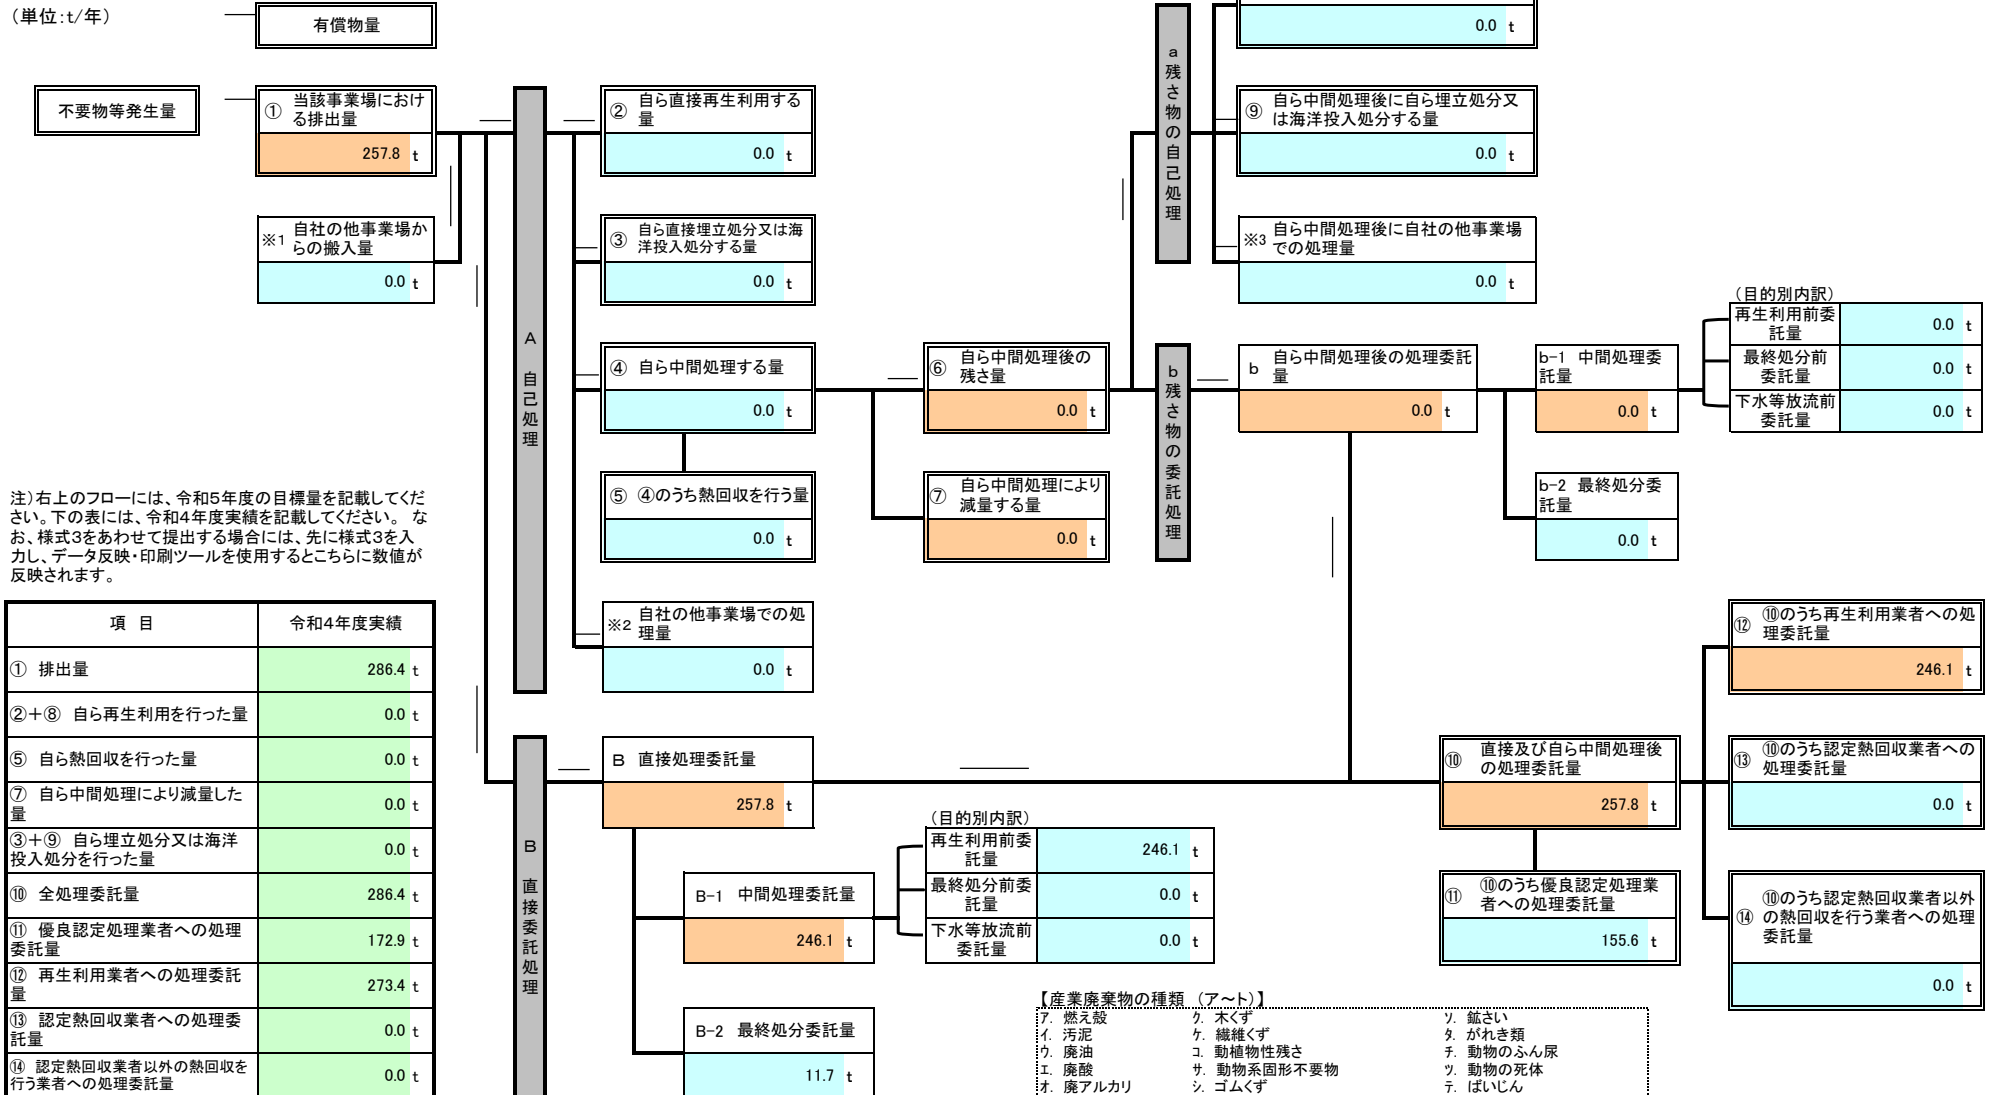 （単位:t/年）
有償物量
不要物等発生量
① 当該事業場におけ
る排出量
257.8 t
※1 自社の他事業場か
らの搬入量
0.0 t
A 自己処理
② 自ら直接再生利用する
量
0.0 t
③ 自ら直接埋立処分又は海
洋投入処分する量
0.0 t
④ 自ら中間処理する量
0.0 t
⑤ ④のうち熱回収を行う量
0.0 t
※2 自社の他事業場での処
理量
0.0 t
⑥ 自ら中間処理後の
残さ量
0.0 t
⑦ 自ら中間処理により
減量する量
0.0 t
a 残さ物の自己処理
0.0 t
⑨ 自ら中間処理後に自ら埋立処分又
は海洋投入処分する量
0.0 t
※3 自ら中間処理後に自社の他事業場
での処理量
0.0 t
b 残さ物の委託処理
b 自ら中間処理後の処理委託
量
0.0 t
b-1 中間処理委
託量
0.0 t
（目的別内訳）
再生利用前委
託量
0.0 t
最終処分前
委託量
0.0 t
下水等放流前
委託量
0.0 t
b-2 最終処分委
託量
0.0 t
注）右上のフローには、令和5年度の目標量を記載してくだ
さい。下の表には、令和4年度実績を記載してください。 な
お、様式3をあわせて提出する場合には、先に様式3を入
力し、データ反映・印刷ツールを使用するとこちらに数値が
反映されます。
項 目 令和4年度実績
① 排出量 286.4 t
②＋⑧ 自ら再生利用を行った量 0.0 t
⑤ 自ら熱回収を行った量 0.0 t
⑦ 自ら中間処理により減量した
量 0.0 t
③＋⑨ 自ら埋立処分又は海洋
投入処分を行った量 0.0 t
⑩ 全処理委託量 286.4 t
⑪ 優良認定処理業者への処理
委託量 172.9 t
⑫ 再生利用業者への処理委託
量 273.4 t
⑬ 認定熱回収業者への処理委
託量 0.0 t
⑭ 認定熱回収業者以外の熱回収を
行う業者への処理委託量 0.0 t
B 直接委託処理
B 直接処理委託量
257.8 t
B-1 中間処理委託量
246.1 t
（目的別内訳）
再生利用前委
託量
246.1 t
最終処分前委
託量
0.0 t
下水等放流前
委託量
0.0 t
B-2 最終処分委託量
11.7 t
⑩ 直接及び自ら中間処理後
の処理委託量
257.8 t
⑪ ⑩のうち優良認定処理業
者への処理委託量
155.6 t
⑫ ⑩のうち再生利用業者への処
理委託量
246.1 t
⑬ ⑩のうち認定熱回収業者への
処理委託量
0.0 t
⑭ ⑩のうち認定熱回収業者以外
の熱回収を行う業者への処理
委託量
0.0 t
【産業廃棄物の種類 （ア～ト）】
ア. 燃え殻 ク. 木くず ソ. 鉱さい
イ. 汚泥 ケ. 繊維くず タ. がれき類
ウ. 廃油 コ. 動植物性残さ チ. 動物のふん尿
エ. 廃酸 サ. 動物系固形不要物 ツ. 動物の死体
オ. 廃アルカリ シ. ゴムくず テ. ばいじん